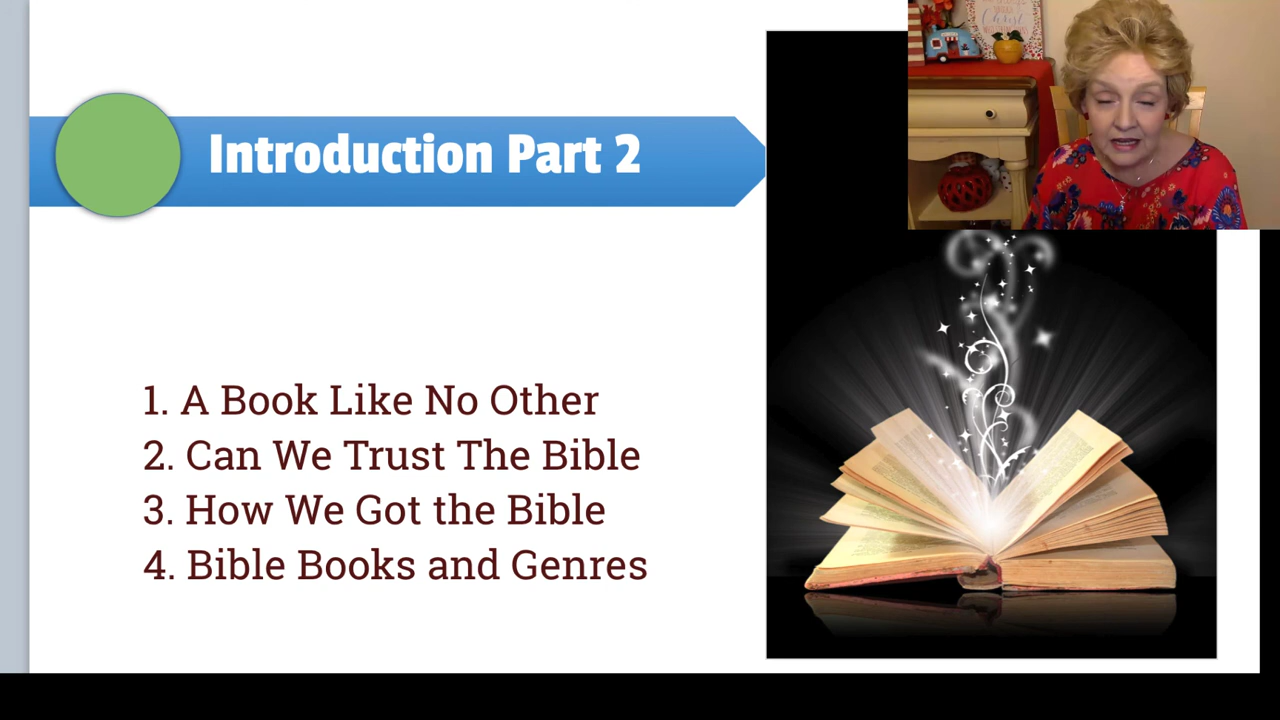 Introduction Part 2
Christ
1. A Book Like No Other
2. Can We Trust The Bible
3. How We Got the Bible
4. Bible Books and Genres